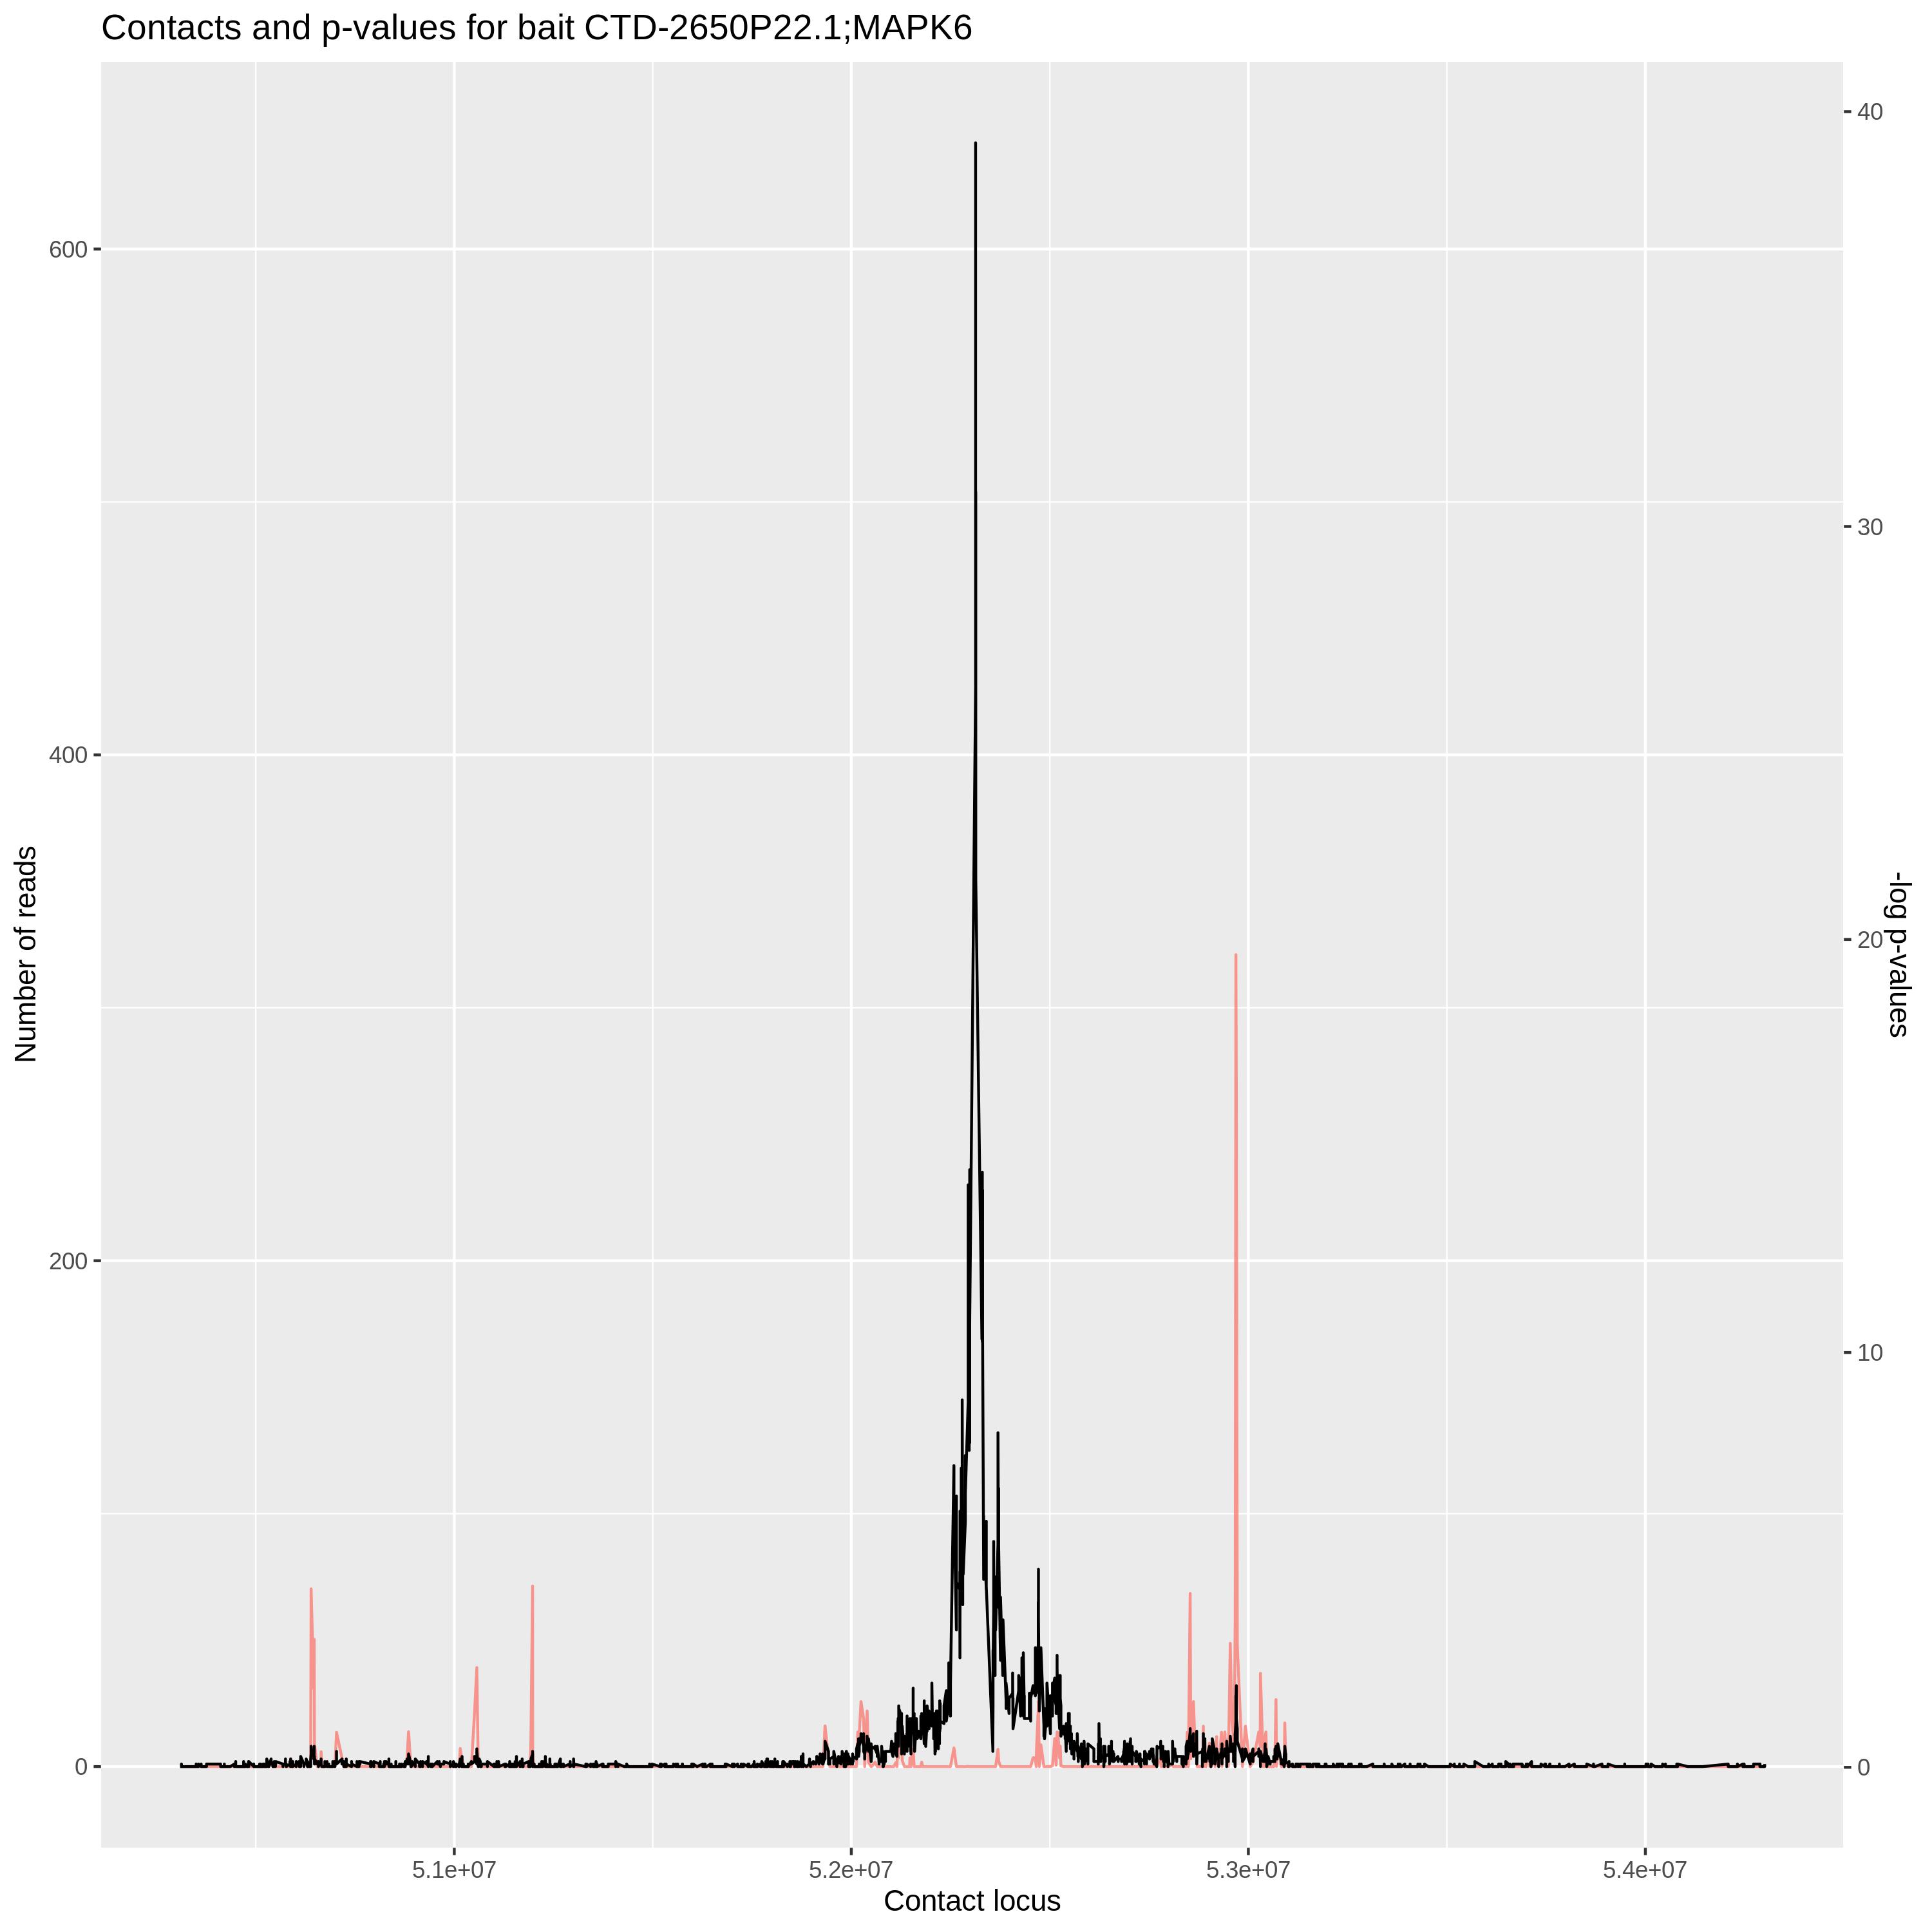 Contacts and p-values for bait CTD-2650P22.1;MAPK6
Number of reads
600
400
200
0
40
30
20
10
0
-log p-values
5.1e+07 5.2e+07 5.3e+07 5.4e+07
Contact locus